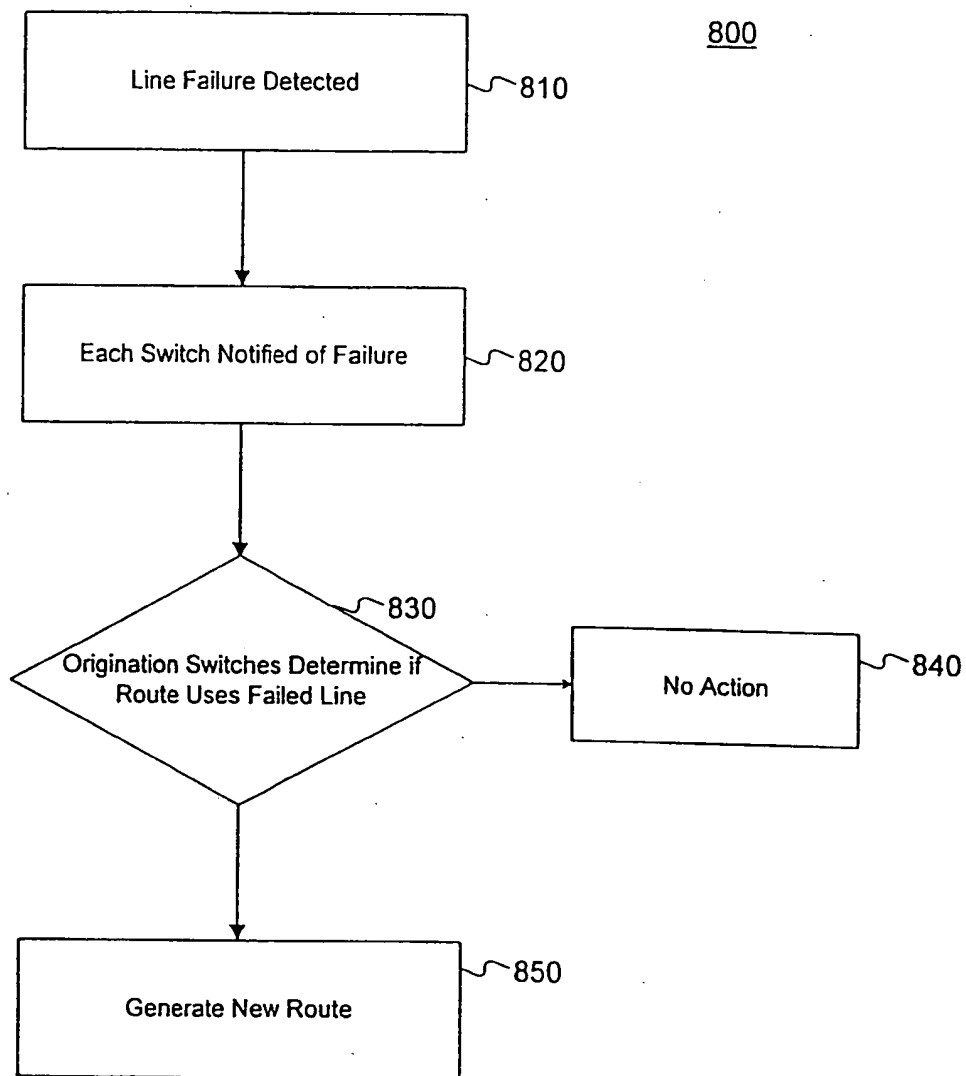 800
Line Failure Detected
810
Each Switch Notified of Failure
820
830
Origination Switches Determine if
Route Uses Failed Line
No Action
840
Generate New Route
850